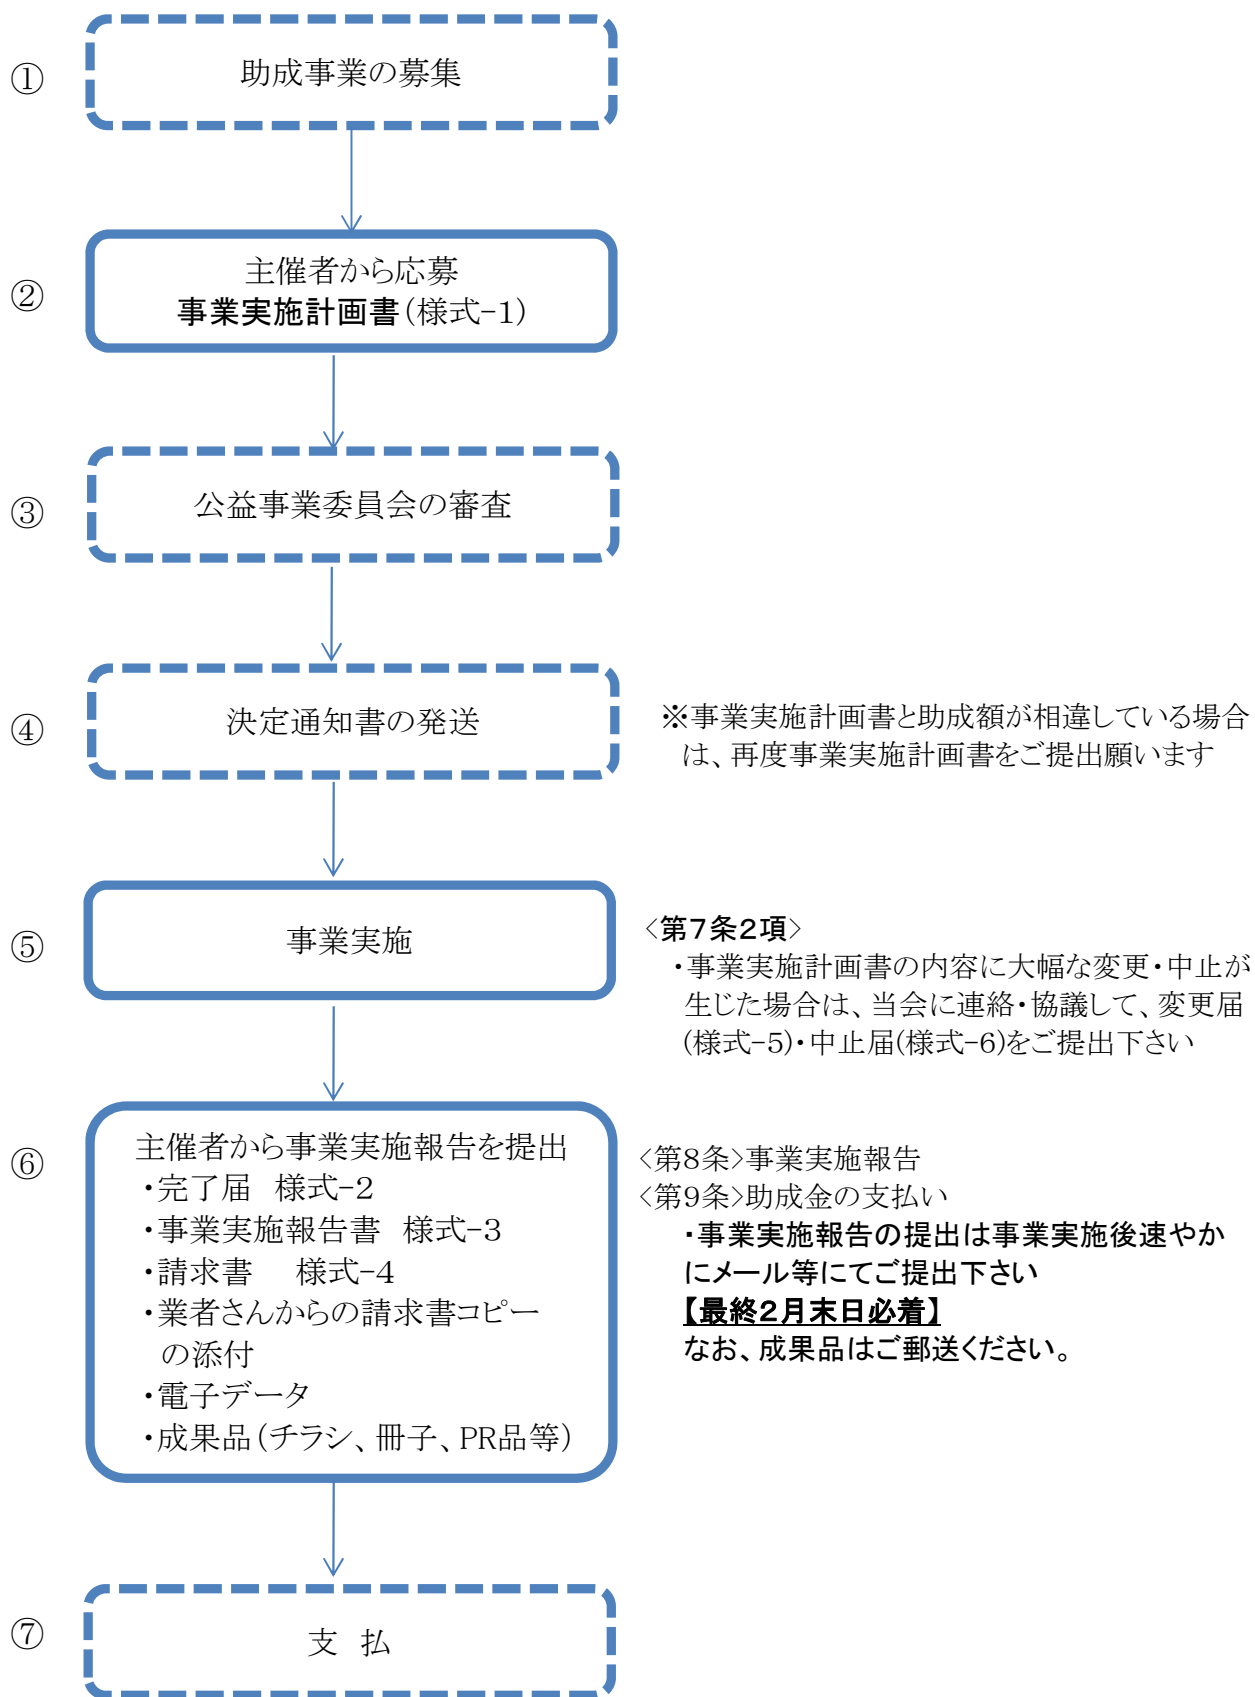 ①
助成事業の募集
②
主催者から応募
事業実施計画書(様式-1)
③
公益事業委員会の審査
④
決定通知書の発送
※事業実施計画書と助成額が相違している場合
は、再度事業実施計画書をご提出願います
⑤
事業実施
<第7条2項>
・事業実施計画書の内容に大幅な変更・中止が
生じた場合は、当会に連絡・協議して、変更届
(様式-5)・中止届(様式-6)をご提出下さい
⑥
主催者から事業実施報告を提出
・完了届 様式-2
・事業実施報告書 様式-3
・請求書 様式-4
・業者さんからの請求書コピー
の添付
・電子データ
・成果品(チラシ、冊子、PR品等)
<第8条>事業実施報告
<第9条>助成金の支払い
・事業実施報告の提出は事業実施後速やか
にメール等にてご提出下さい
【最終2月末日必着】
なお、成果品はご郵送ください。
⑦
支 払